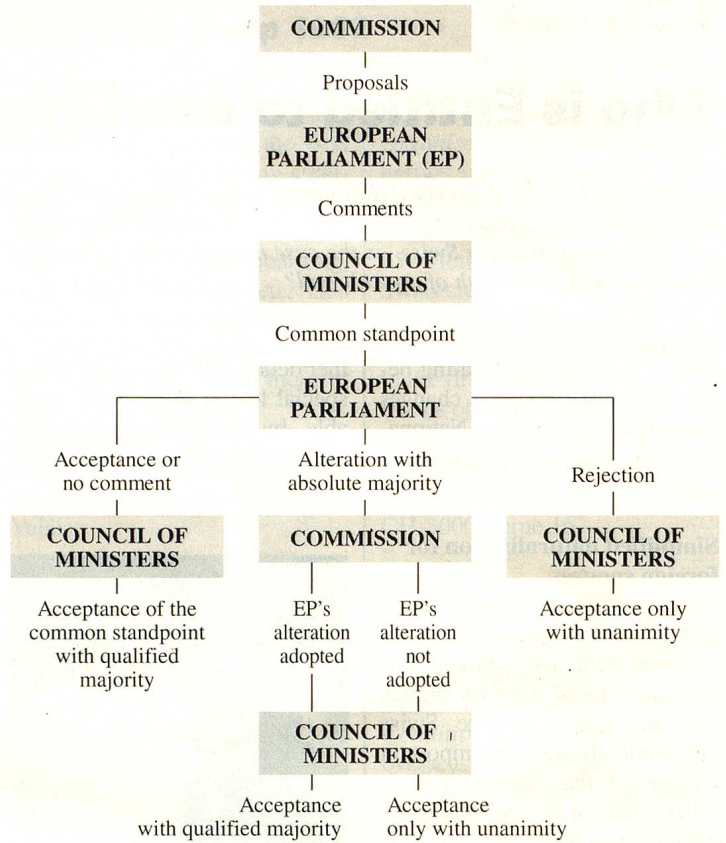 COMMISSION
Proposals
EUROPEAN
PARLIAMENT (EP)
Comments
COUNCIL OF
MINISTERS
Common standpoint
EUROPEAN
PARLIAMENT
Acceptance or
no comment
Alteration with
absolute majority
Rejection
COUNCIL OF
MINISTERS
COMMISSION
COUNCIL OF
MINISTERS
Acceptance of the
common standpoint
with qualified
majority
EP's
alteration
adopted
EP's
alteration
not
adopted
Acceptance only
with unanimity
COUNCIL OF
MINISTERS
Acceptance
with qualified majority
Acceptance
only with unanimity